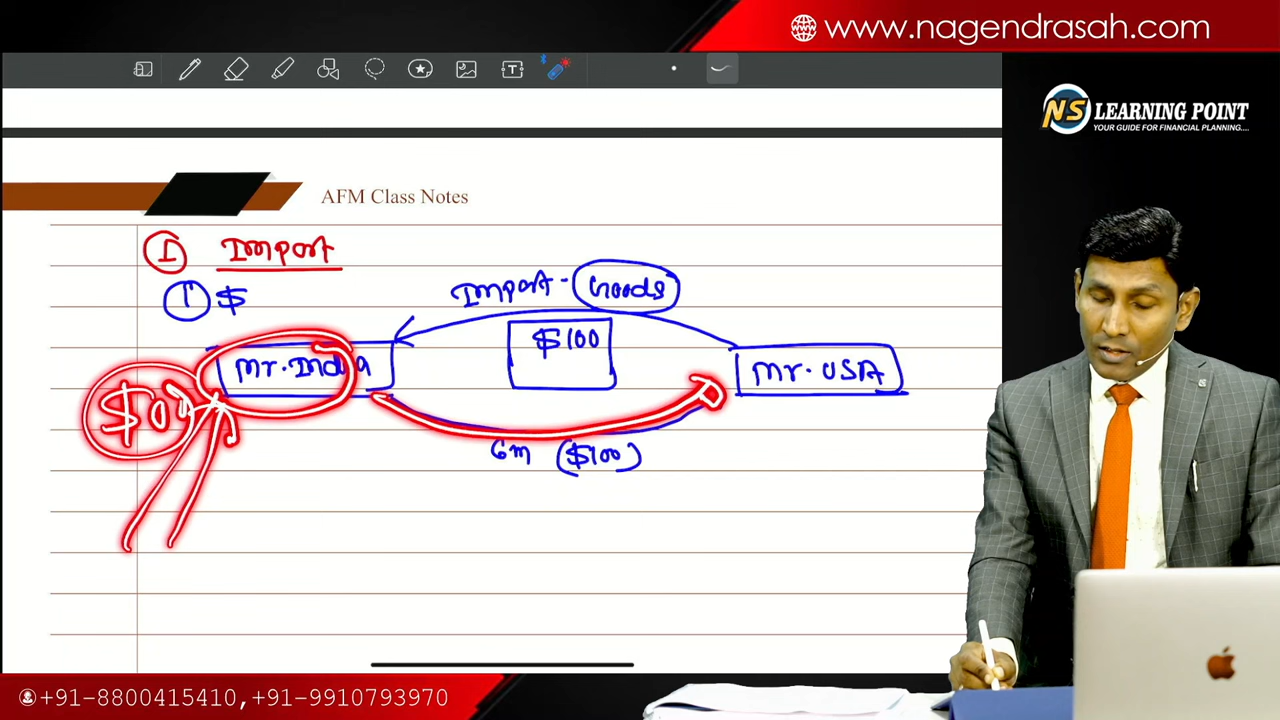 www.nagendrasah.com
NS LEARNING POINT
YOUR GUIDE FOR FINANCIAL PLANNING....
AFM Class Notes
① Import
① $
Import - Goods
$100
Mr. India
Mr. USA
6m ($100)
+91-8800415410,+91-9910793970